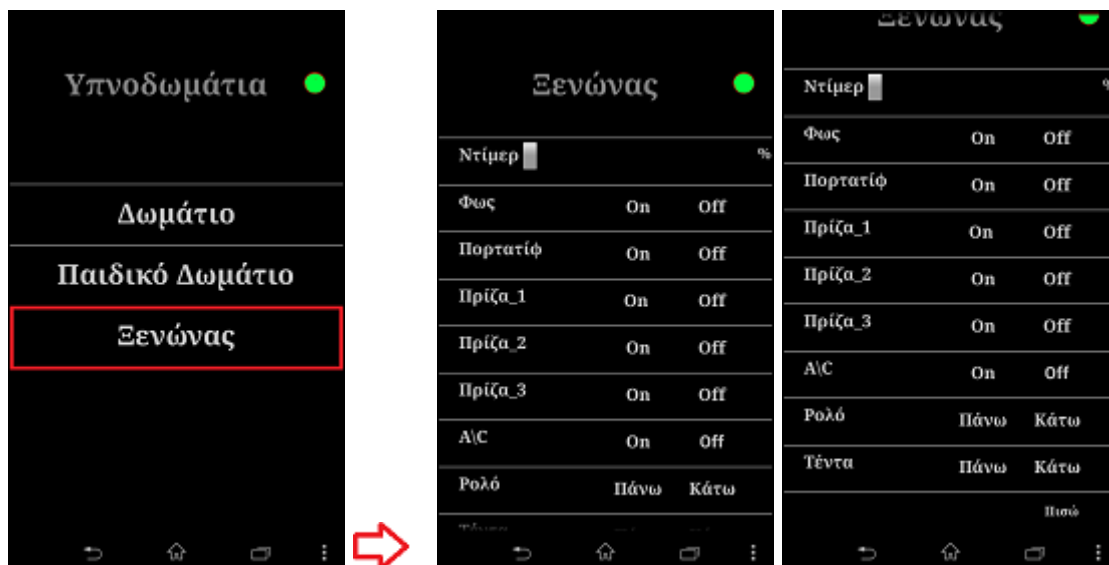 Υπνοδωμάτια
Δωμάτιο
Παιδικό Δωμάτιο
Ξενώνας
Ξενώνας
Ντίμερ %
Φως On Off
Πορτατίφ On Off
Πρίζα_1 On Off
Πρίζα_2 On Off
Πρίζα_3 On Off
A\C On Off
Ρολό Πάνω Κάτω
Ξενώνας
Ντίμερ %
Φως On Off
Πορτατίφ On Off
Πρίζα_1 On Off
Πρίζα_2 On Off
Πρίζα_3 On Off
A\C On Off
Ρολό Πάνω Κάτω
Τέντα Πάνω Κάτω
Πισώ